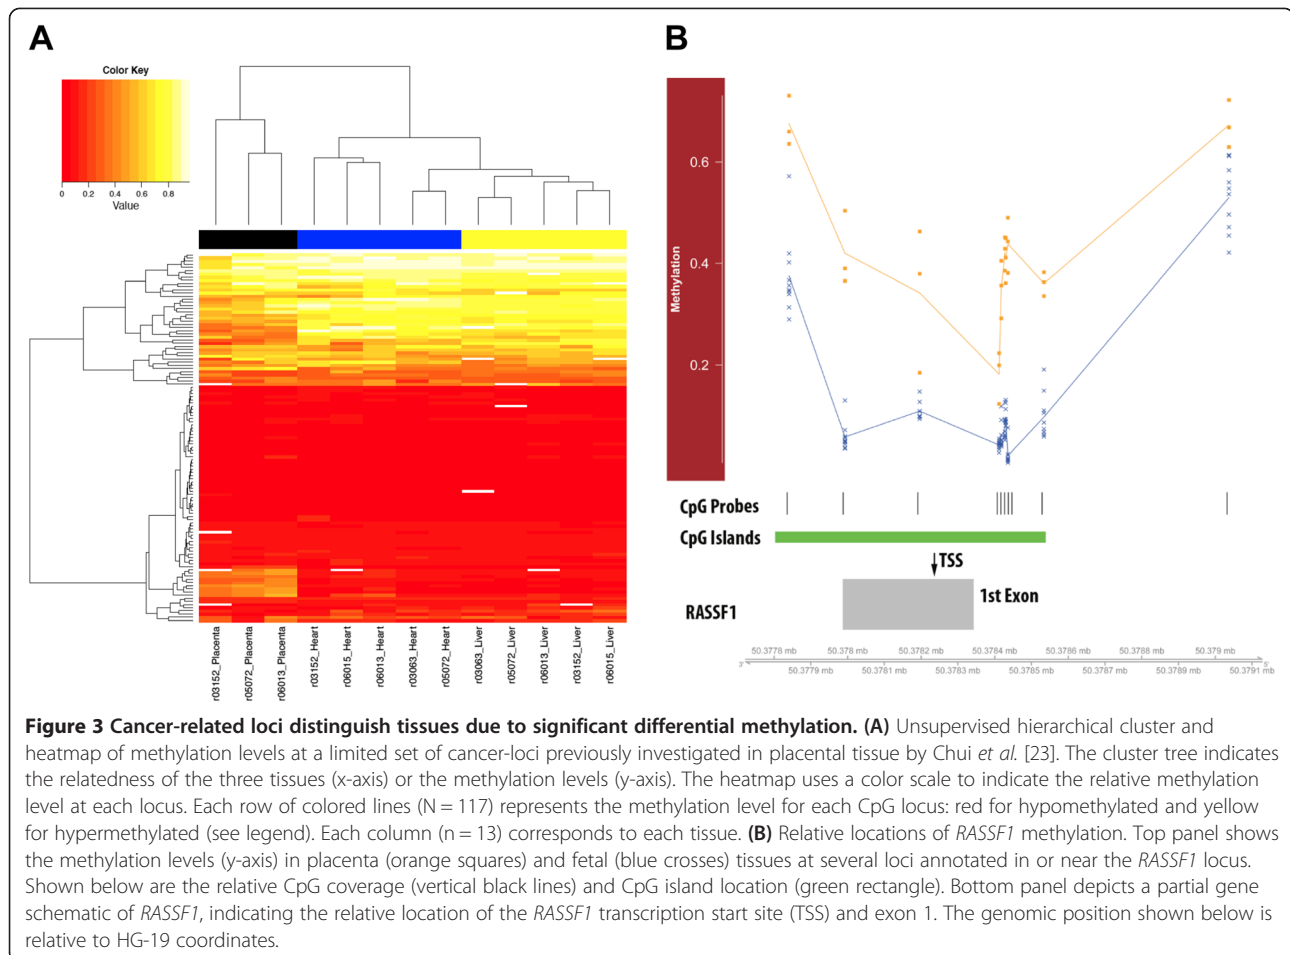 A
B
Color Key
0 0.2 0.4 0.6 0.8
Value
r03152_Placenta
r05072_Placenta
r06013_Placenta
r03152_Heart
r06015_Heart
r06013_Heart
r03063_Heart
r05072_Heart
r03063_Liver
r05072_Liver
r06013_Liver
r03152_Liver
r06015_Liver
Methylation
0.6
0.4
0.2
CpG Probes
CpG Islands
TSS
1st Exon
RASSF1
50.3778 mb 50.378 mb 50.3782 mb 50.3784 mb 50.3786 mb 50.3788 mb 50.379 mb
3' 5'
50.3779 mb 50.3781 mb 50.3783 mb 50.3785 mb 50.3787 mb 50.3789 mb 50.3791 mb
Figure 3 Cancer-related loci distinguish tissues due to significant differential methylation. (A) Unsupervised hierarchical cluster and
heatmap of methylation levels at a limited set of cancer-loci previously investigated in placental tissue by Chui et al. [23]. The cluster tree indicates
the relatedness of the three tissues (x-axis) or the methylation levels (y-axis). The heatmap uses a color scale to indicate the relative methylation
level at each locus. Each row of colored lines (N = 117) represents the methylation level for each CpG locus: red for hypomethylated and yellow
for hypermethylated (see legend). Each column (n = 13) corresponds to each tissue. (B) Relative locations of RASSF1 methylation. Top panel shows
the methylation levels (y-axis) in placenta (orange squares) and fetal (blue crosses) tissues at several loci annotated in or near the RASSF1 locus.
Shown below are the relative CpG coverage (vertical black lines) and CpG island location (green rectangle). Bottom panel depicts a partial gene
schematic of RASSF1, indicating the relative location of the RASSF1 transcription start site (TSS) and exon 1. The genomic position shown below is
relative to HG-19 coordinates.